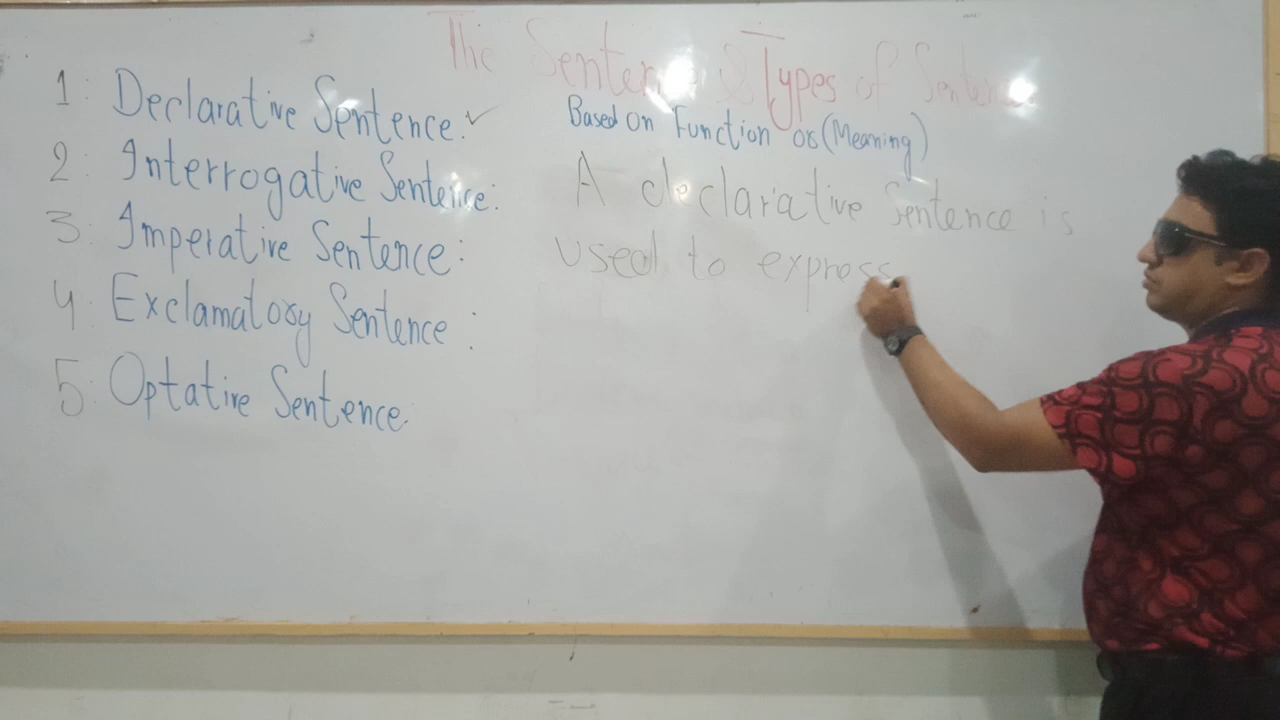 The Sentence & Types of Sentence
1: Declarative Sentence:✓
2: Interrogative Sentence:
3: Imperative Sentence:
4: Exclamatory Sentence:
5: Optative Sentence:
Based on Function or (Meaning)
A declarative Sentence is
used to express